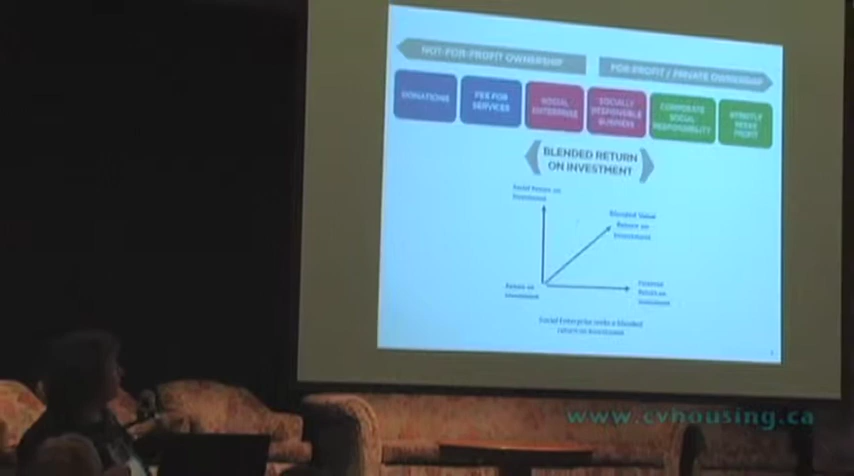 NOT-FOR-PROFIT OWNERSHIP
FOR-PROFIT / PRIVATE OWNERSHIP
DONATIONS
FEE FOR
SERVICES
SOCIAL
ENTERPRISE
SOCIALLY
RESPONSIBLE
BUSINESS
CORPORATE
SOCIAL
RESPONSIBILITY
STRICTLY
PROFIT
BLENDED RETURN
ON INVESTMENT
Social Return on
Investment
Blended Value
Return on
Investment
Return on
Investment
Financial
Return on
Investment
Social Enterprise seeks a blended
return on investment
www.cvhousing.ca